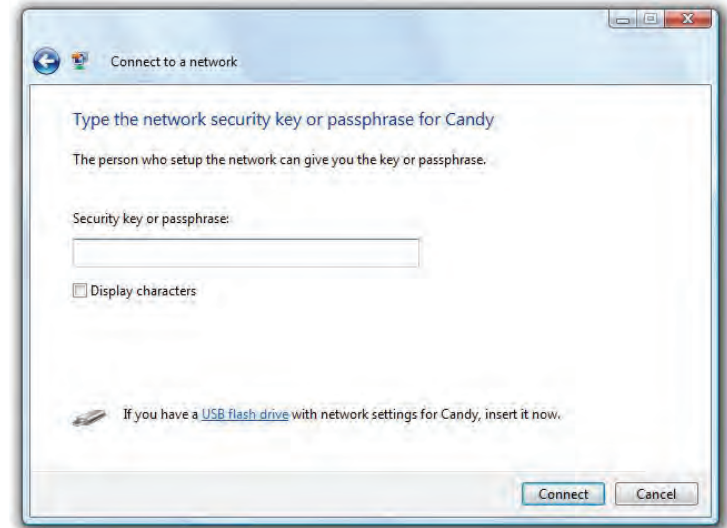 Connect to a network
Type the network security key or passphrase for Candy
The person who setup the network can give you the key or passphrase.
Security key or passphrase:
Display characters
If you have a USB flash drive with network settings for Candy, insert it now.
Connect Cancel